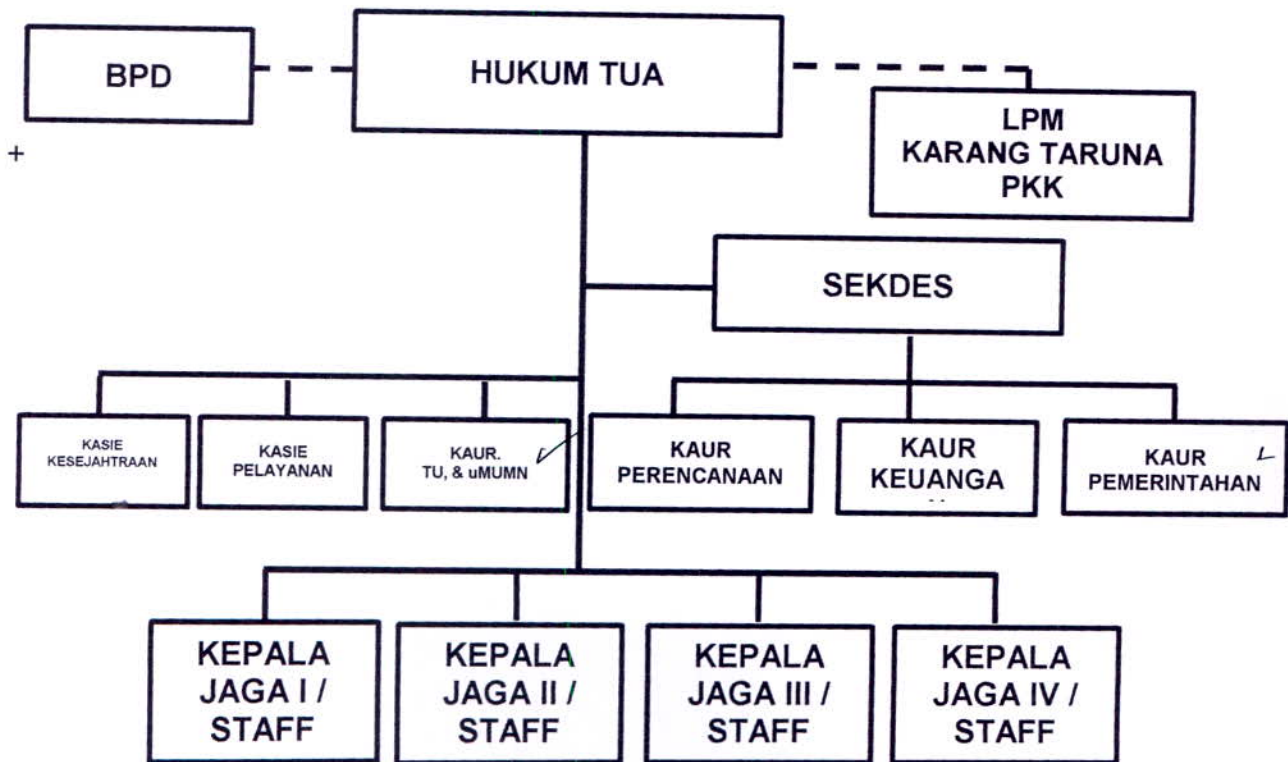 BPD
HUKUM TUA
LPM
KARANG TARUNA
PKK
+
SEKDES
KASIE
KESEJAHTRAAN
KASIE
PELAYANAN
KAUR.
TU, & uMUMN
KAUR
PERENCANAAN
KAUR
KEUANGA
KAUR
PEMERINTAHAN
KEPALA
JAGA I /
STAFF
KEPALA
JAGA II /
STAFF
KEPALA
JAGA III /
STAFF
KEPALA
JAGA IV /
STAFF